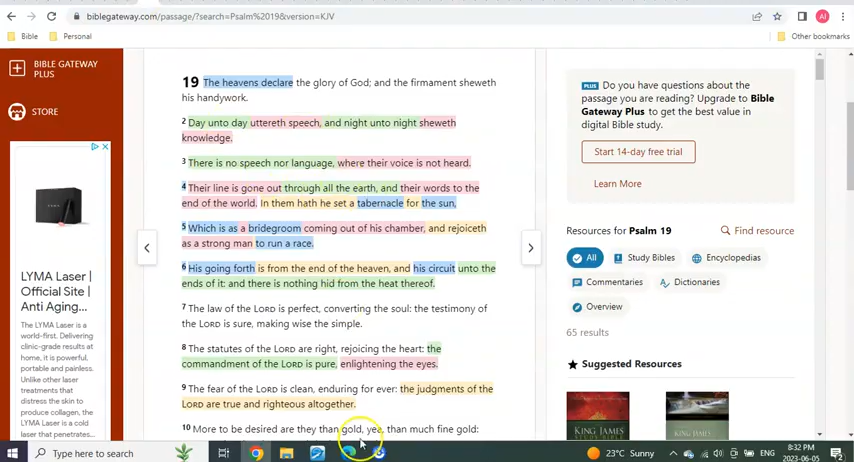 biblegateway.com/passage/?search=Psalm%2019&version=KJV
AI
Bible
Personal
Other bookmarks
BIBLE GATEWAY
PLUS
STORE
LYMA Laser |
Official Site |
Anti Aging...
The LYMA Laser is a
world-first. Delivering
clinic-grade results at
home, it is powerful,
portable and painless.
Unlike other laser
treatments that
distress the skin to
produce collagen, the
LYMA Laser is a cold
laser that penetrates...
19 The heavens declare the glory of God; and the firmament sheweth
his handywork.
2 Day unto day uttereth speech, and night unto night sheweth
knowledge.
3 There is no speech nor language, where their voice is not heard.
4 Their line is gone out through all the earth, and their words to the
end of the world. In them hath he set a tabernacle for the sun,
5 Which is as a bridegroom coming out of his chamber, and rejoiceth
as a strong man to run a race.
6 His going forth is from the end of the heaven, and his circuit unto the
ends of it: and there is nothing hid from the heat thereof.
7 The law of the LORD is perfect, converting the soul: the testimony of
the LORD is sure, making wise the simple.
8 The statutes of the LORD are right, rejoicing the heart: the
commandment of the LORD is pure, enlightening the eyes.
9 The fear of the LORD is clean, enduring for ever: the judgments of the
LORD are true and righteous altogether.
10 More to be desired are they than gold, yea, than much fine gold:
PLUS Do you have questions about the
passage you are reading? Upgrade to Bible
Gateway Plus to get the best value in
digital Bible study.
Start 14-day free trial
Learn More
Resources for Psalm 19
Find resource
All
Study Bibles
Encyclopedias
Commentaries
Dictionaries
Overview
65 results
Suggested Resources
KING JAMES
Type here to search
23°C Sunny
ENG
8:32 PM
2023-06-05
2